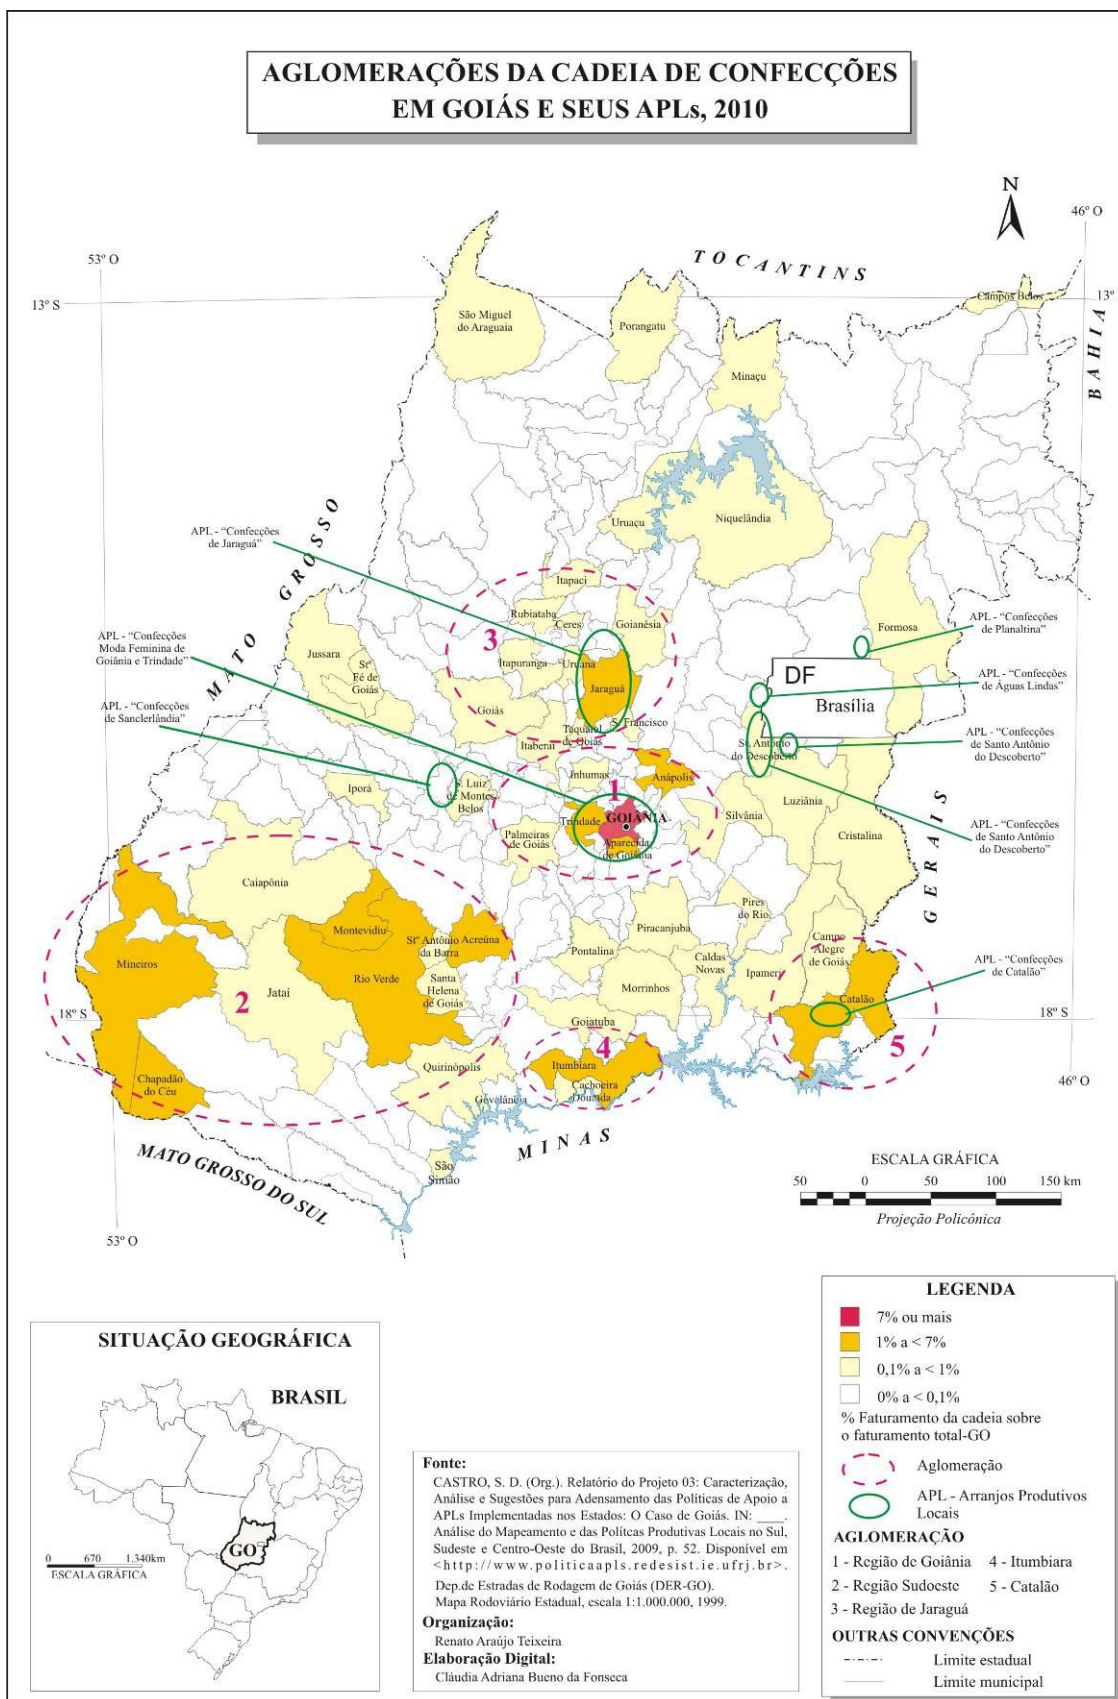 AGLOMERAÇÕES DA CADEIA DE CONFECÇÕES
EM GOIÁS E SEUS APLs, 2010
N
46º O
53º O
TOCANTINS
13º S
13º
Campos Belos
São Miguel
do Araguaia
Porangatu
BAHIA
Minaçu
MATO GROSSO
Niquelândia
Uruaçu
APL - “Confecções
de Jaraguá”
Itapaci
Rubiataba
Ceres
Goianésia
Formosa
APL - “Confecções
de Planaltina”
3
APL - “Confecções
Moda Feminina de
Goiânia e Trindade”
Jussara
Stª
Fé de
Goiás
Itapuranga
Uruana
Jaraguá
DF
Brasília
APL - “Confecções
de Águas Lindas”
APL - “Confecções
de Sanclerlândia”
Goiás
S. Francisco
Taquaral
de Goiás
Itaberaí
St. Antônio
do Descoberto
APL - “Confecções
de Santo Antônio
do Descoberto”
Inhumas
Anápolis
1
Iporá
S. Luiz
de Montes
Belos
Luziânia
Silvânia
Trindade
GOIÂNIA
Palmeiras
de Goiás
Aparecida
de Goiânia
Cristalina
APL - “Confecções
de Santo Antônio
do Descoberto”
GERAIS
Caiapônia
Pires
do Rio
Montevidiu
Stº Antônio
da Barra
Acreúna
Piracanjuba
Campo
Alegre
de Goiás
Mineiros
Pontalina
Caldas
Novas
Rio Verde
Santa
Helena
de Goiás
Ipameri
APL - “Confecções
de Catalão”
2
Jataí
Morrinhos
Catalão
18º S
Goiatuba
18º S
4
5
Itumbiara
Quirinópolis
Chapadão
do Céu
Cachoeira
Dourada
46º O
Gouvelândia
MINAS
MATO GROSSO DO SUL
São
Simão
53º O
ESCALA GRÁFICA
50 0 50 100 150 km
Projeção Policônica
SITUAÇÃO GEOGRÁFICA
BRASIL
GO
0 670 1.340km
ESCALA GRÁFICA
Fonte:
CASTRO, S. D. (Org.). Relatório do Projeto 03: Caracterização,
Análise e Sugestões para Adensamento das Políticas de Apoio a
APLs Implementadas nos Estados: O Caso de Goiás. IN: ____.
Análise do Mapeamento e das Polítcas Produtivas Locais no Sul,
Sudeste e Centro-Oeste do Brasil, 2009, p. 52. Disponível em
<http://www.politicaapls.redesist.ie.ufrj.br>.
Dep.de Estradas de Rodagem de Goiás (DER-GO).
Mapa Rodoviário Estadual, escala 1:1.000.000, 1999.
Organização:
Renato Araújo Teixeira
Elaboração Digital:
Cláudia Adriana Bueno da Fonseca
LEGENDA
7% ou mais
1% a < 7%
0,1% a < 1%
0% a < 0,1%
% Faturamento da cadeia sobre
o faturamento total-GO
Aglomeração
APL - Arranjos Produtivos
Locais
AGLOMERAÇÃO
1 - Região de Goiânia 4 - Itumbiara
2 - Região Sudoeste 5 - Catalão
3 - Região de Jaraguá
OUTRAS CONVENÇÕES
Limite estadual
Limite municipal